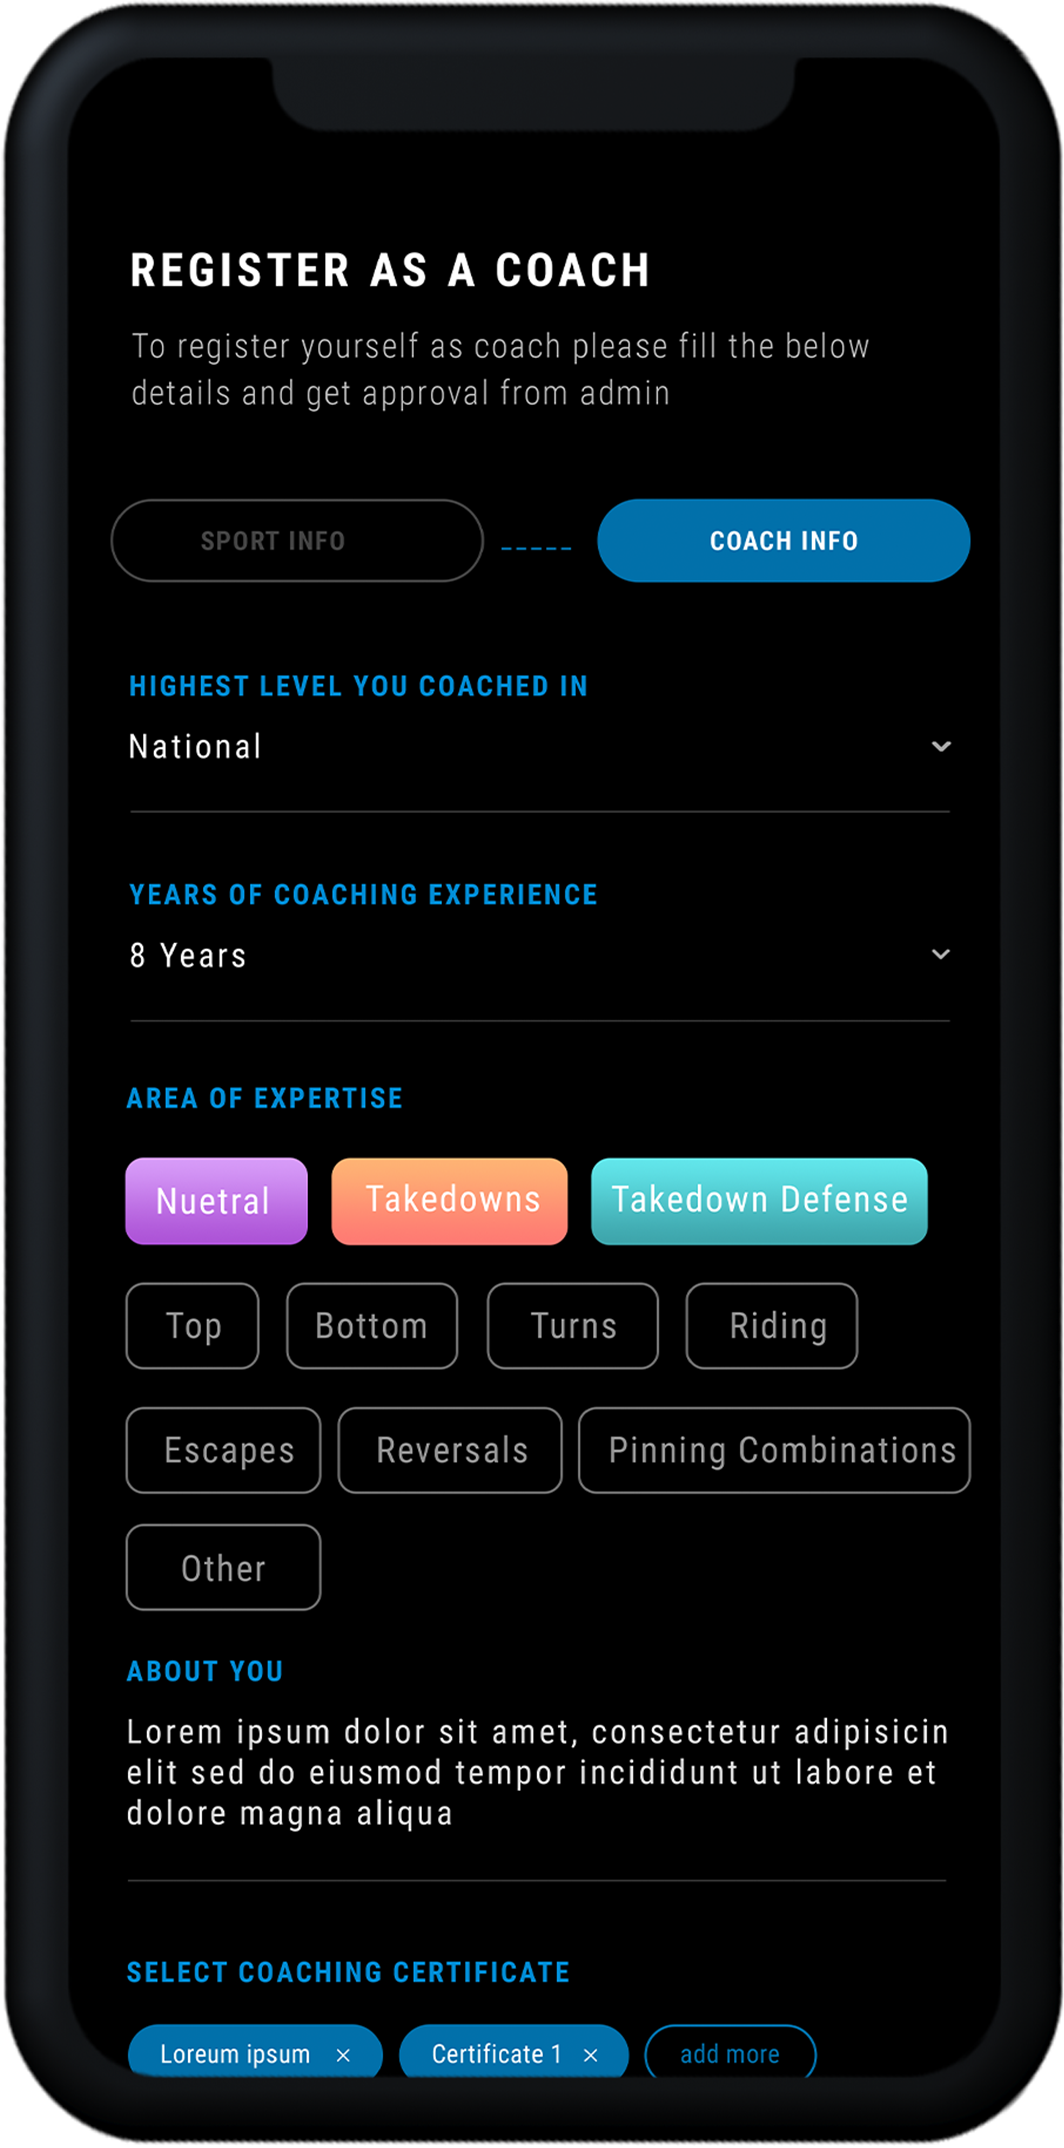 REGISTER AS A COACH
To register yourself as coach please fill the below
details and get approval from admin
SPORT INFO
COACH INFO
HIGHEST LEVEL YOU COACHED IN
National
YEARS OF COACHING EXPERIENCE
8 Years
AREA OF EXPERTISE
Nuetral Takedowns Takedown Defense
Top Bottom Turns Riding
Escapes Reversals Pinning Combinations
Other
ABOUT YOU
Lorem ipsum dolor sit amet, consectetur adipisicin
elit sed do eiusmod tempor incididunt ut labore et
dolore magna aliqua
SELECT COACHING CERTIFICATE
Loreum ipsum × Certificate 1 × add more